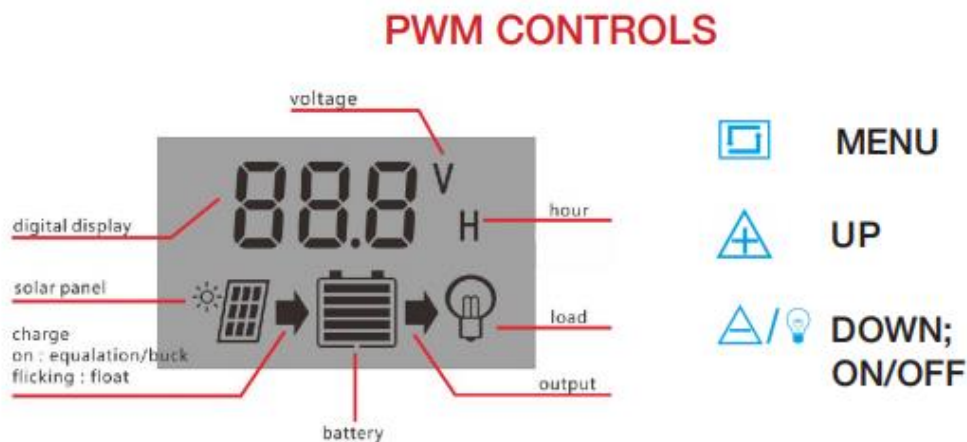 PWM CONTROLS
voltage
88.8 V
H
hour
digital display
solar panel
charge
on : equalation/buck
flicking : float
load
output
battery
MENU
UP
/
DOWN;
ON/OFF